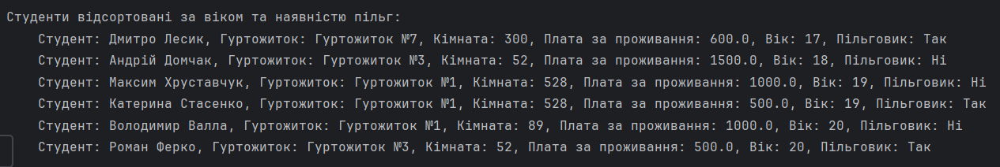 Студенти відсортовані за віком та наявністю пільг:
Студент: Дмитро Лесик, Гуртожиток: Гуртожиток №7, Кімната: 300, Плата за проживання: 600.0, Вік: 17, Пільговик: Так
Студент: Андрій Домчак, Гуртожиток: Гуртожиток №3, Кімната: 52, Плата за проживання: 1500.0, Вік: 18, Пільговик: Ні
Студент: Максим Хруставчук, Гуртожиток: Гуртожиток №1, Кімната: 528, Плата за проживання: 1000.0, Вік: 19, Пільговик: Ні
Студент: Катерина Стасенко, Гуртожиток: Гуртожиток №1, Кімната: 528, Плата за проживання: 500.0, Вік: 19, Пільговик: Так
Студент: Володимир Валла, Гуртожиток: Гуртожиток №1, Кімната: 89, Плата за проживання: 1000.0, Вік: 20, Пільговик: Ні
Студент: Роман Ферко, Гуртожиток: Гуртожиток №3, Кімната: 52, Плата за проживання: 500.0, Вік: 20, Пільговик: Так